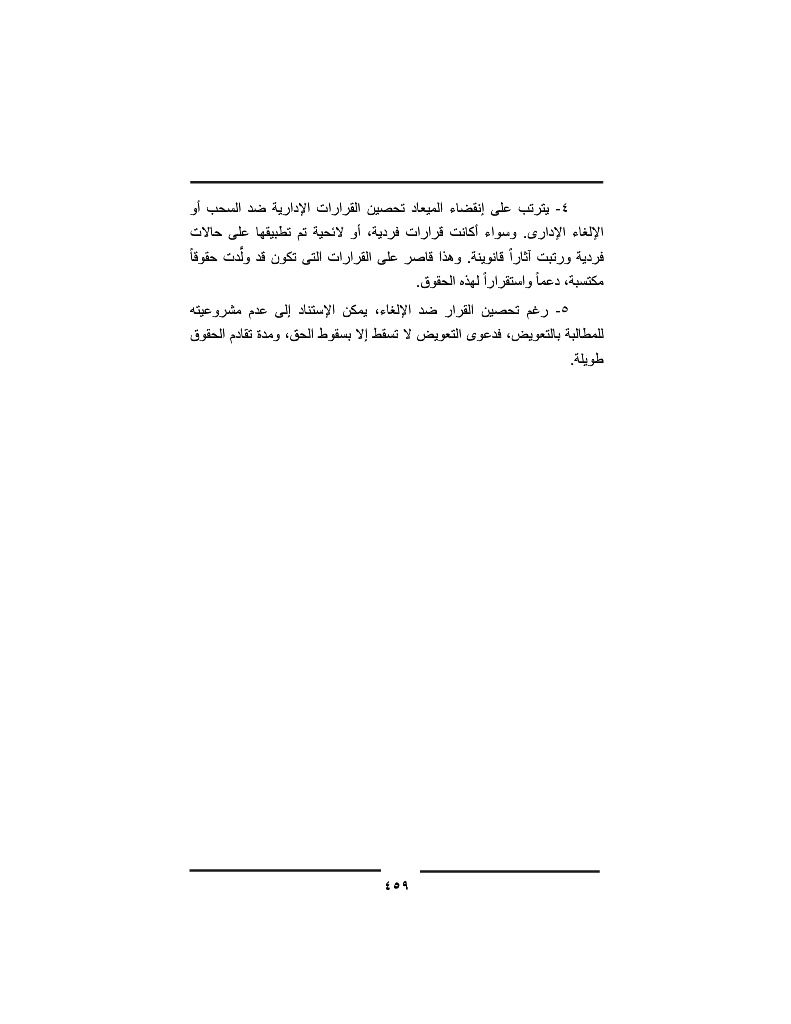 ٤- يترتب على إنقضاء الميعاد تحصين القرارات الإدارية ضد السحب أو
الإلغاء الإدارى. وسواء أكانت قرارات فردية، أو لائحية تم تطبيقها على حالات
فردية ورتبت آثاراً قانوينة. وهذا قاصر على القرارات التى تكون قد ولَّدت حقوقاً
مكتسبة، دعماً واستقراراً لهذه الحقوق.
٥- رغم تحصين القرار ضد الإلغاء، يمكن الإستناد إلى عدم مشروعيته
للمطالبة بالتعويض، فدعوى التعويض لا تسقط إلا بسقوط الحق، ومدة تقادم الحقوق
طويلة.
٤٥٩